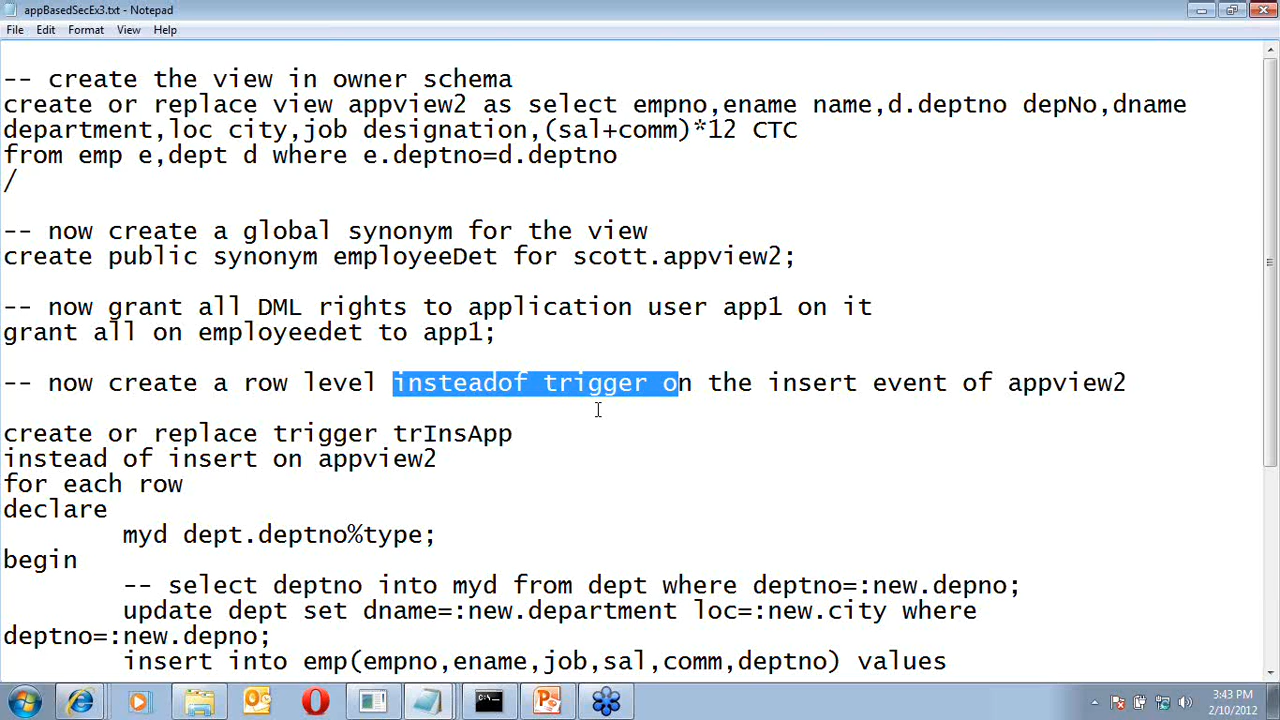 appBasedSecEx3.txt - Notepad
File Edit Format View Help
-- create the view in owner schema
create or replace view appview2 as select empno,ename name,d.deptno depNo,dname
department,loc city,job designation,(sal+comm)*12 CTC
from emp e,dept d where e.deptno=d.deptno
/
-- now create a global synonym for the view
create public synonym employeeDet for scott.appview2;
-- now grant all DML rights to application user app1 on it
grant all on employeedet to app1;
-- now create a row level insteadof trigger on the insert event of appview2
create or replace trigger trInsApp
instead of insert on appview2
for each row
declare
myd dept.deptno%type;
begin
-- select deptno into myd from dept where deptno=:new.depno;
update dept set dname=:new.department loc=:new.city where
deptno=:new.depno;
insert into emp(empno,ename,job,sal,comm,deptno) values
3:43 PM
2/10/2012